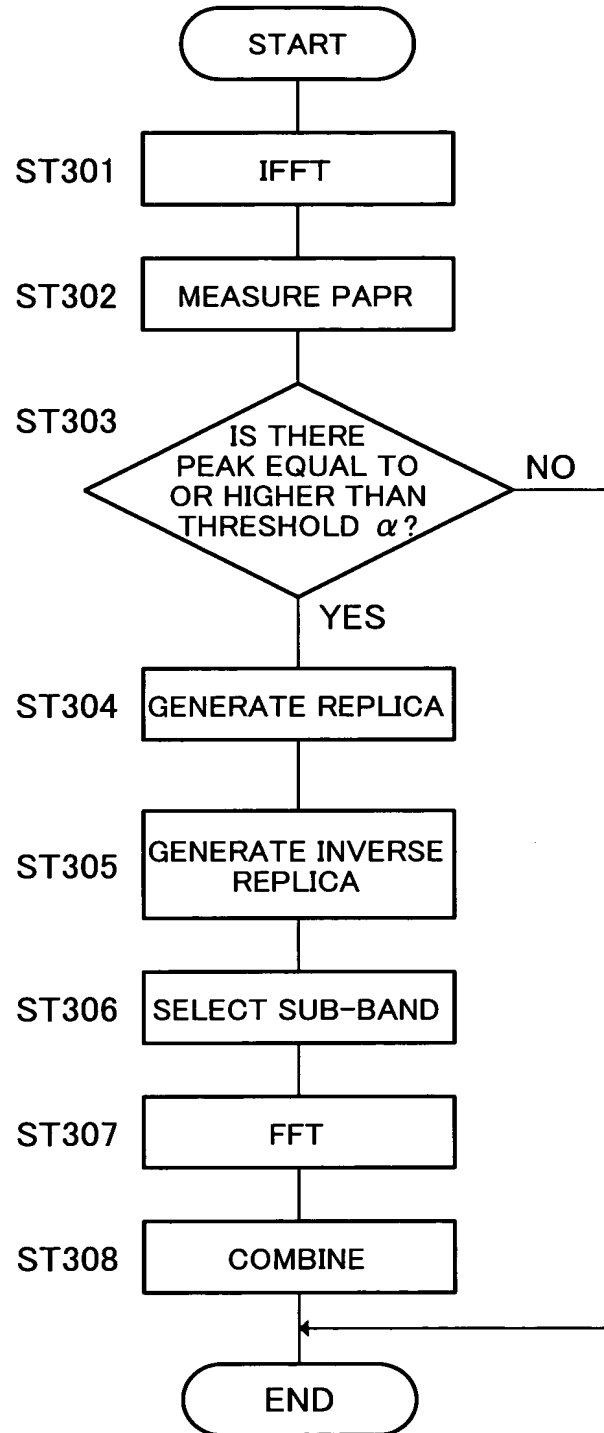 START
ST301
IFFT
ST302
MEASURE PAPR
ST303
IS THERE
PEAK EQUAL TO
OR HIGHER THAN
THRESHOLD α?
NO
YES
ST304
GENERATE REPLICA
ST305
GENERATE INVERSE
REPLICA
ST306
SELECT SUB-BAND
ST307
FFT
ST308
COMBINE
END